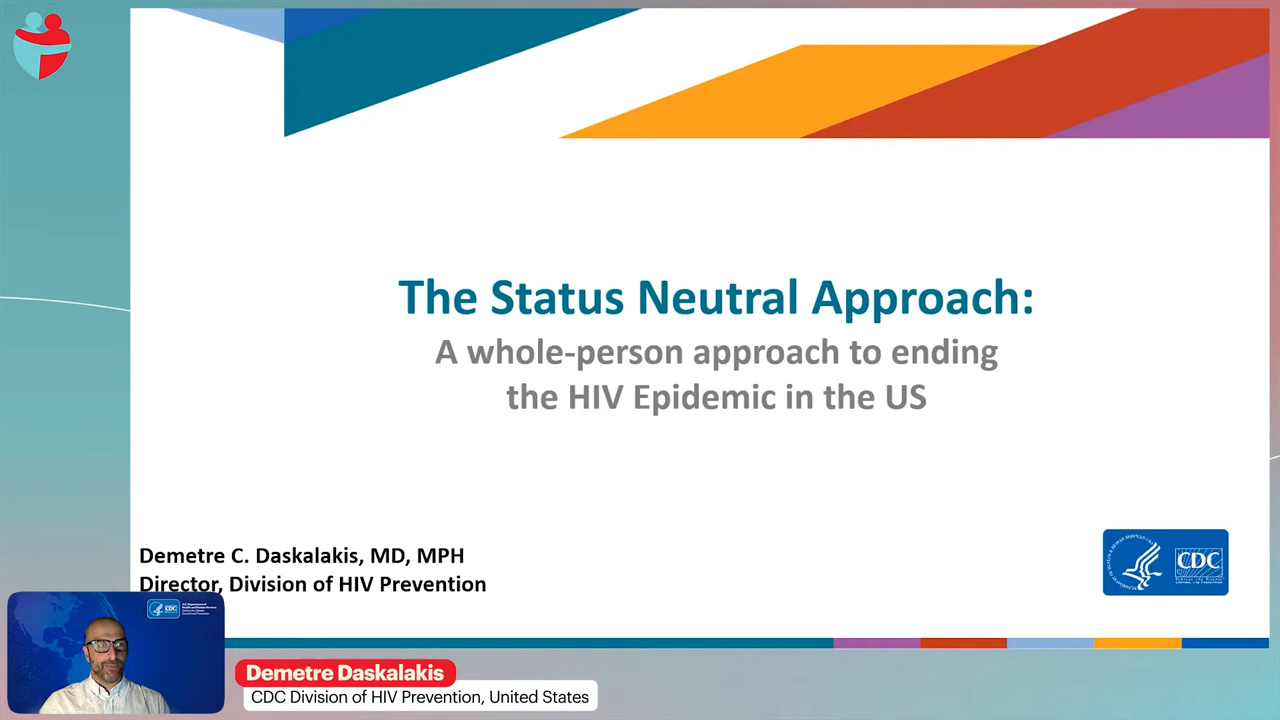 The Status Neutral Approach:
A whole-person approach to ending
the HIV Epidemic in the US
Demetre C. Daskalakis, MD, MPH
Director, Division of HIV Prevention
CDC
CDC
Demetre Daskalakis
CDC Division of HIV Prevention, United States